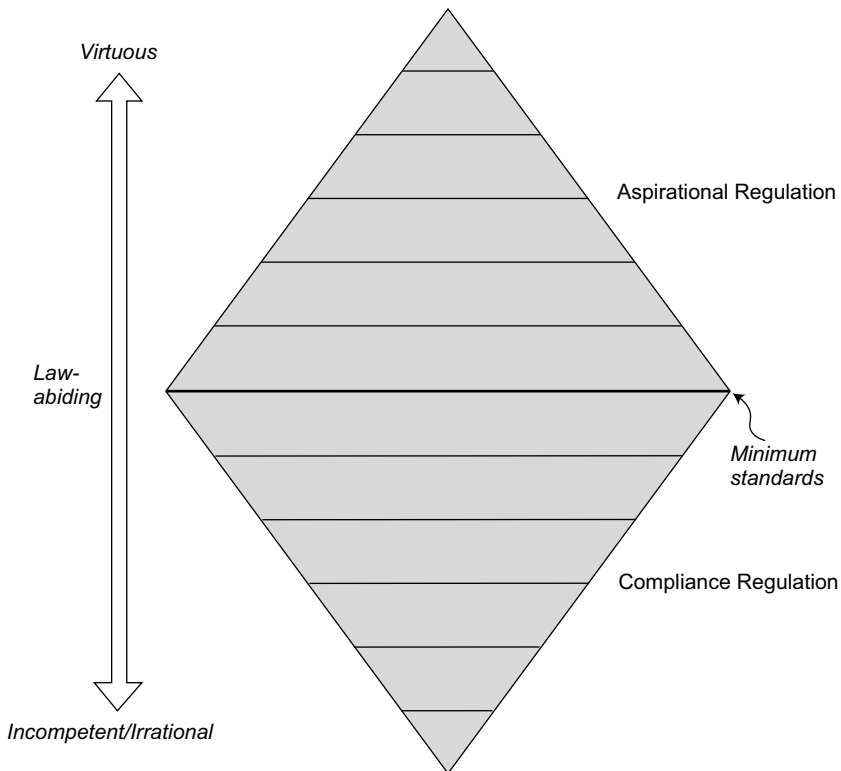 Virtuous
Aspirational Regulation
Law-
abiding
Minimum
standards
Compliance Regulation
Incompetent/Irrational